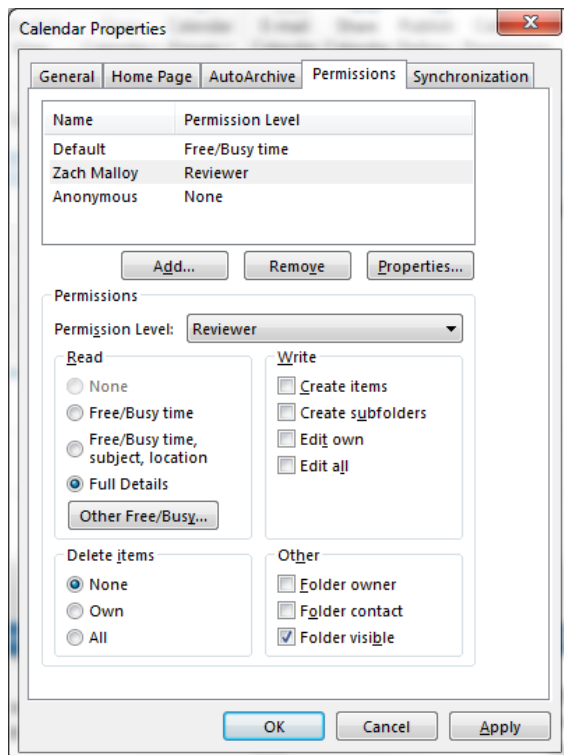 Calendar Properties
General Home Page AutoArchive Permissions Synchronization
Name Permission Level
Default Free/Busy time
Zach Malloy Reviewer
Anonymous None
Add... Remove Properties...
Permissions
Permission Level: Reviewer
Read
None
Free/Busy time
Free/Busy time,
subject, location
Full Details
Other Free/Busy...
Write
Create items
Create subfolders
Edit own
Edit all
Delete items
None
Own
All
Other
Folder owner
Folder contact
Folder visible
OK Cancel Apply